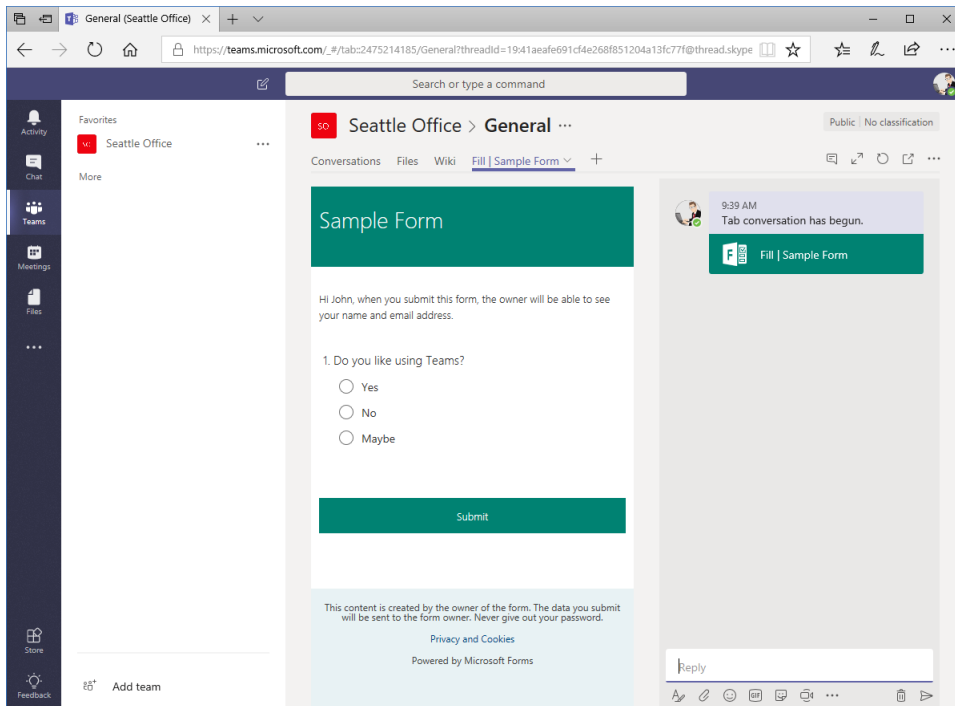 General (Seattle Office)
https://teams.microsoft.com/_#/tab::2475214185/General?threadId=19:41aeafe691cf4e268f851204a13fc77f@thread.skype
Search or type a command
Activity
Chat
Teams
Meetings
Files
Store
Feedback
Favorites
SO Seattle Office
More
Add team
SO Seattle Office > General
Public | No classification
Conversations Files Wiki Fill | Sample Form
Sample Form
Hi John, when you submit this form, the owner will be able to see
your name and email address.
1. Do you like using Teams?
Yes
No
Maybe
Submit
This content is created by the owner of the form. The data you submit
will be sent to the form owner. Never give out your password.
Privacy and Cookies
Powered by Microsoft Forms
9:39 AM
Tab conversation has begun.
F Fill | Sample Form
Reply
GIF